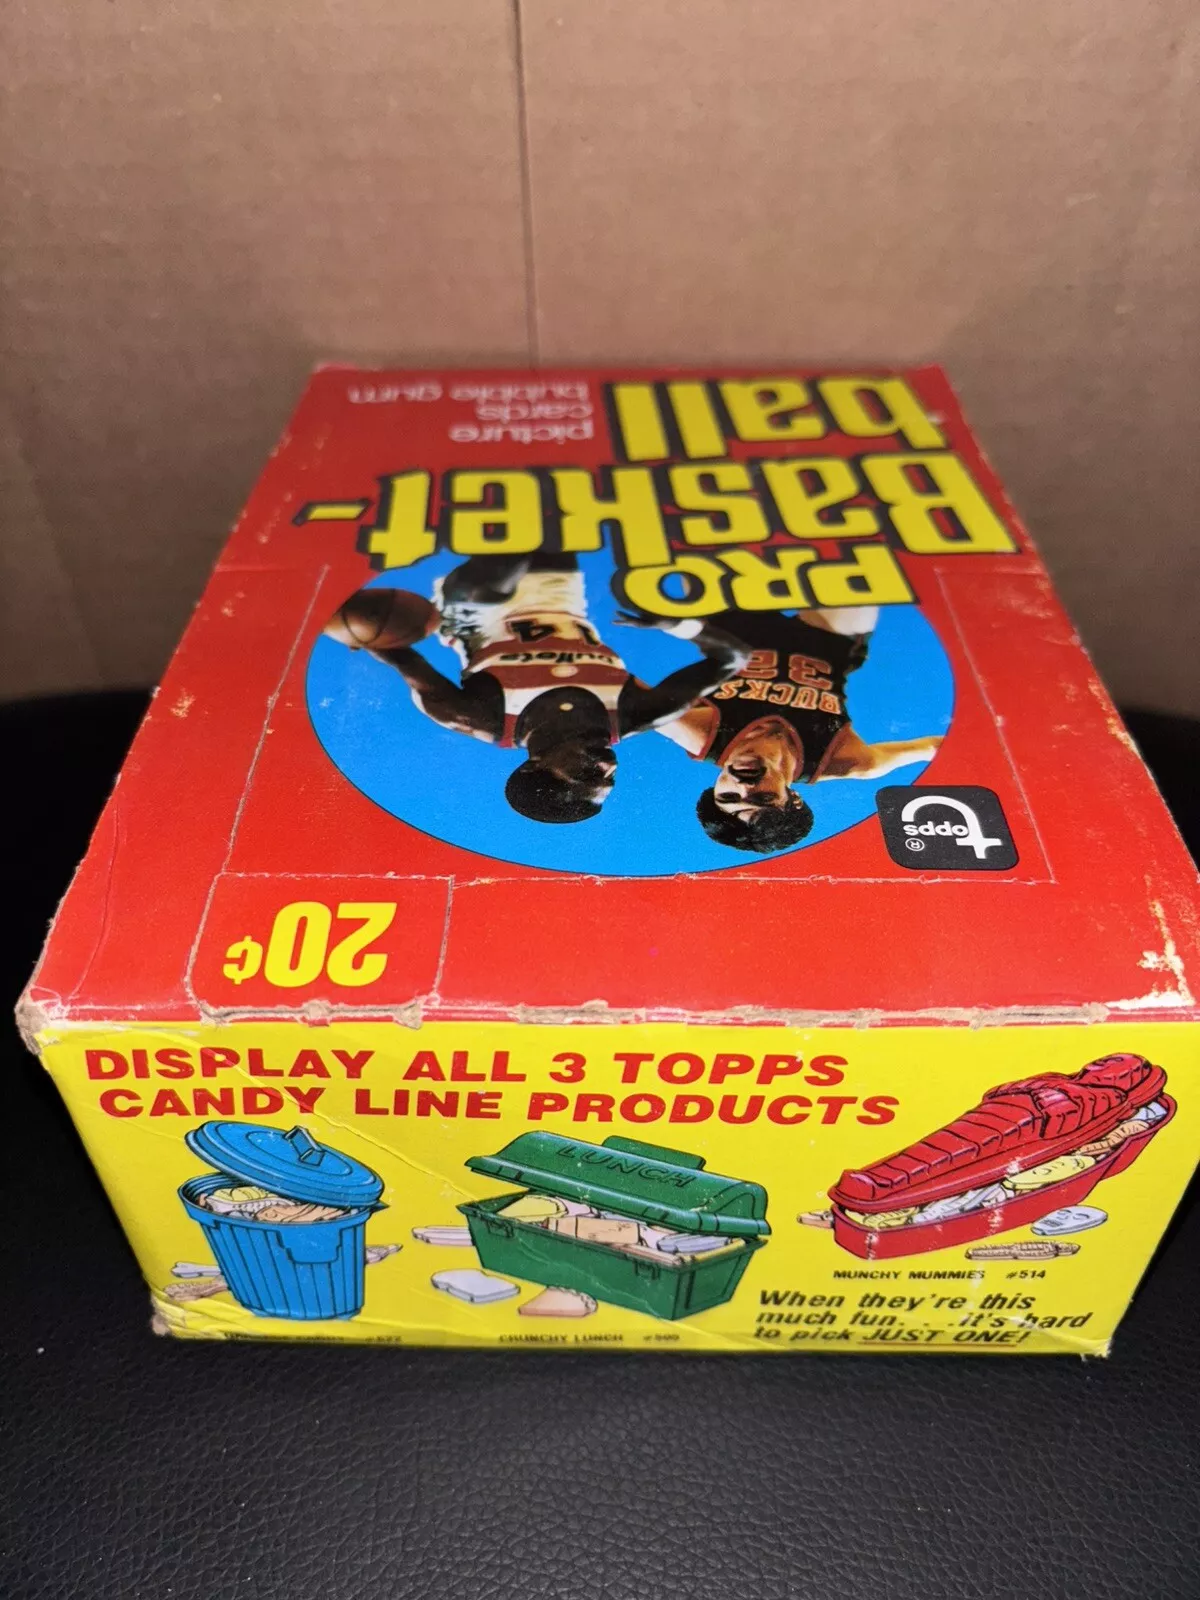 PRO
Basket-
ball
picture
cards
bubble gum
bullets
14
BUCKS
32
topps
®
20¢
DISPLAY ALL 3 TOPPS
CANDY LINE PRODUCTS
LUNCH
MUNCHY MUMMIES #514
When they're this
much fun. . .it's hard
to pick JUST ONE!
CRUNCHY LUNCH